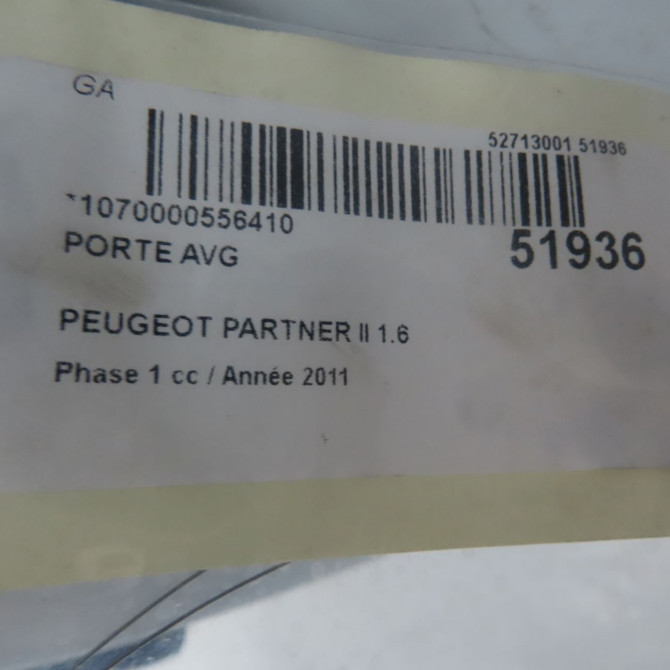 GA
52713001 51936
*1070000556410
51936
PORTE AVG
PEUGEOT PARTNER II 1.6
Phase 1 cc / Année 2011